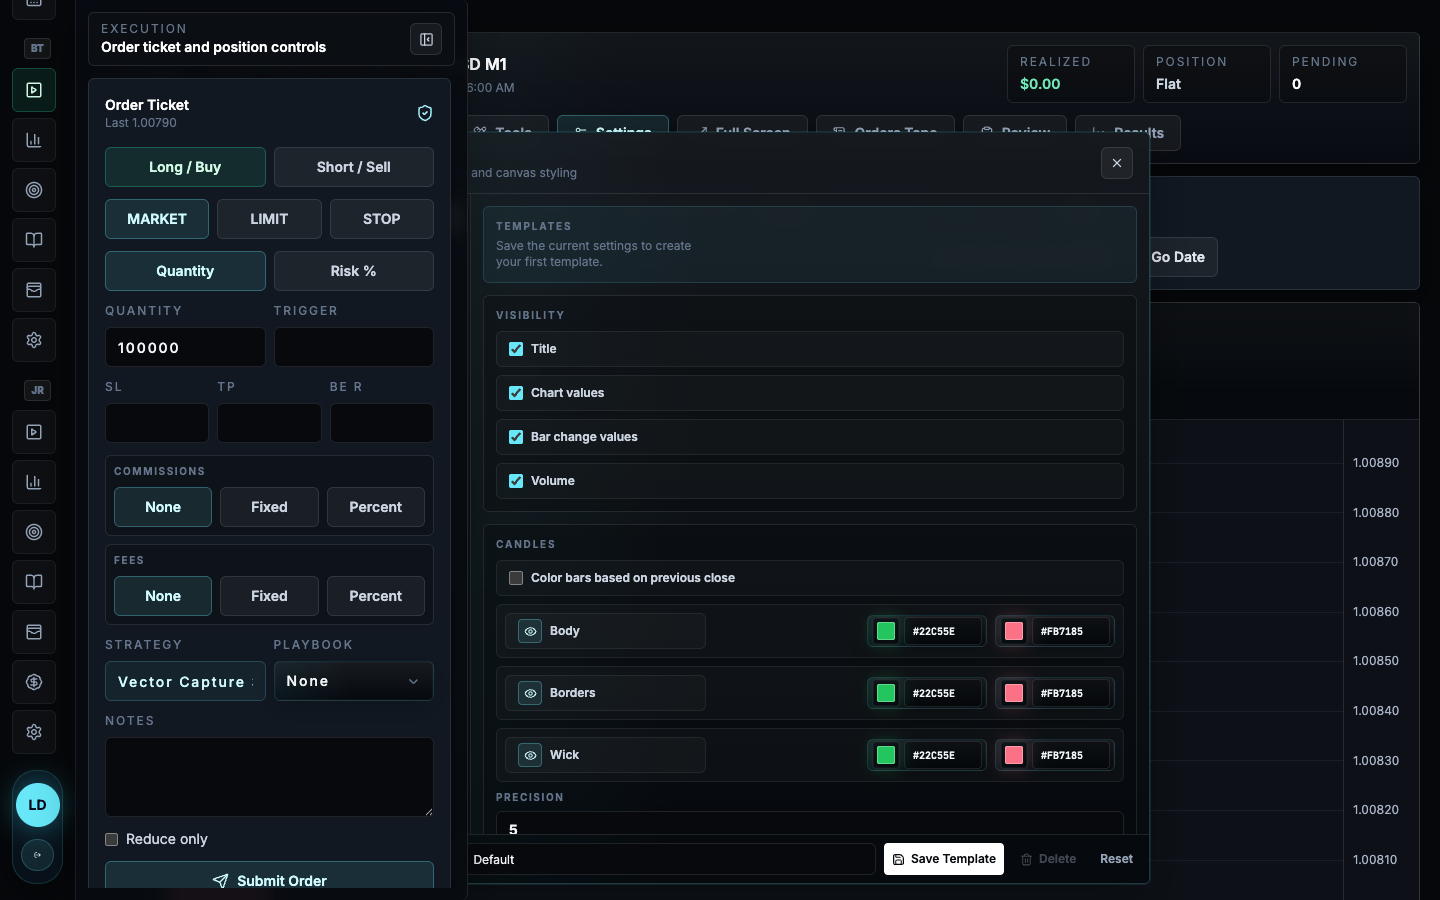 BT
JR
LD
EXECUTION
Order ticket and position controls
Order Ticket
Last 1.00790
Long / Buy
Short / Sell
MARKET
LIMIT
STOP
Quantity
Risk %
QUANTITY
TRIGGER
100000
SL
TP
BE R
COMMISSIONS
None
Fixed
Percent
FEES
None
Fixed
Percent
STRATEGY
PLAYBOOK
Vector Capture
None
NOTES
Reduce only
Submit Order
D M1
6:00 AM
REALIZED
$0.00
POSITION
Flat
PENDING
0
Tools
Settings
Full Screen
Orders Tape
Review
Results
and canvas styling
Go Date
TEMPLATES
Save the current settings to create
your first template.
VISIBILITY
Title
Chart values
Bar change values
Volume
CANDLES
Color bars based on previous close
Body
#22C55E
#FB7185
Borders
#22C55E
#FB7185
Wick
#22C55E
#FB7185
PRECISION
5
Default
Save Template
Delete
Reset
1.00890
1.00880
1.00870
1.00860
1.00850
1.00840
1.00830
1.00820
1.00810